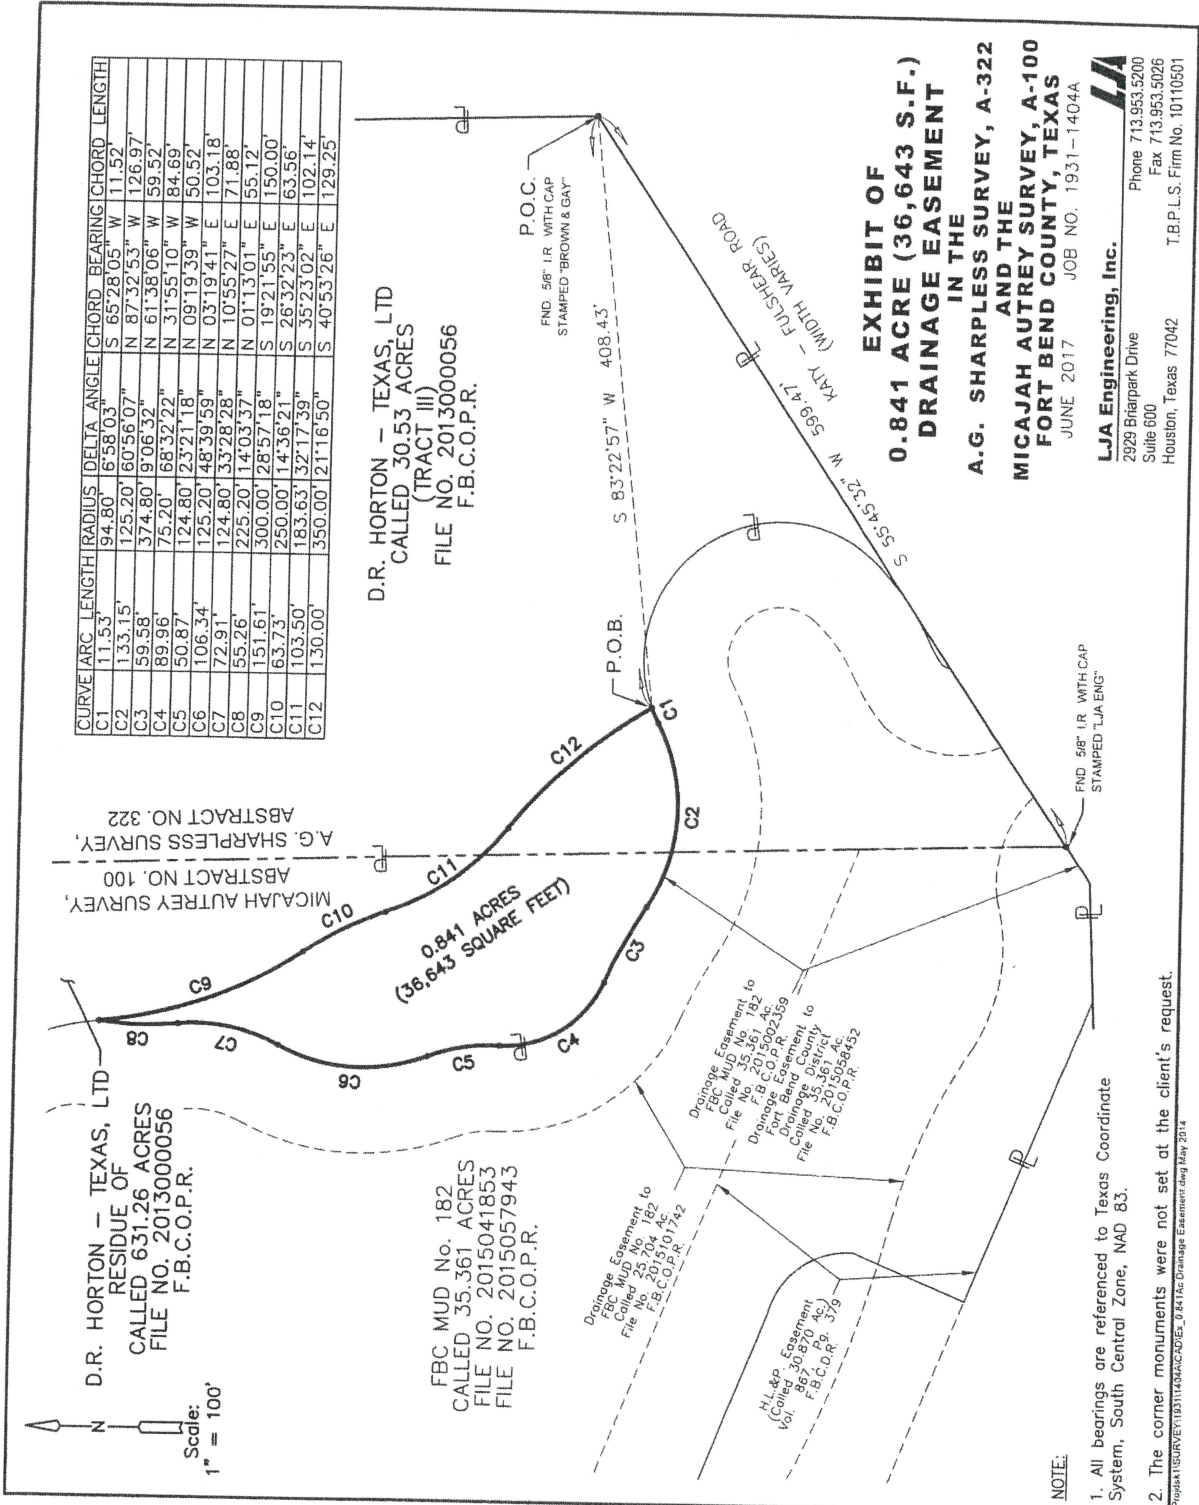 N
Scale:
1" = 100'
D.R. HORTON – TEXAS, LTD
RESIDUE OF
CALLED 631.26 ACRES
FILE NO. 2013000056
F.B.C.O.P.R.
MICAJAH AUTREY SURVEY,
ABSTRACT NO. 100
A.G. SHARPLESS SURVEY,
ABSTRACT NO. 322
CURVE ARC LENGTH RADIUS DELTA ANGLE CHORD BEARING CHORD LENGTH
C1 11.53' 94.80' 6°58'03" S 65°28'05" W 11.52'
C2 133.15' 125.20' 60°56'07" N 87°32'53" W 126.97'
C3 59.58' 374.80' 9°06'32" N 61°38'06" W 59.52'
C4 89.96' 75.20' 68°32'22" N 31°55'10" W 84.69'
C5 50.87' 124.80' 23°21'18" N 09°19'39" W 50.52'
C6 106.34' 125.20' 48°39'59" N 03°19'41" E 103.18'
C7 72.91' 124.80' 33°28'28" N 10°55'27" E 71.88'
C8 55.26' 225.20' 14°03'37" N 01°13'01" E 55.12'
C9 151.61' 300.00' 28°57'18" S 19°21'55" E 150.00'
C10 63.73' 250.00' 14°36'21" S 26°32'23" E 63.56'
C11 103.50' 183.63' 32°17'39" S 35°23'02" E 102.14'
C12 130.00' 350.00' 21°16'50" S 40°53'26" E 129.25'
D.R. HORTON – TEXAS, LTD
CALLED 30.53 ACRES
(TRACT III)
FILE NO. 2013000056
F.B.C.O.P.R.
C8
C9
C7
C10
C6
C11
0.841 ACRES
(36,643 SQUARE FEET)
C12
C5
C4
C3
C2
C1
P.O.B.
P.O.C.
FND. 5/8" I.R. WITH CAP
STAMPED "BROWN & GAY"
S 83°22'57" W 408.43'
S 55°45'32" W 599.47'
KATY – FULSHEAR ROAD
(WIDTH VARIES)
FBC MUD No. 182
CALLED 35.361 ACRES
FILE NO. 2015041853
FILE NO. 2015057943
F.B.C.O.P.R.
Drainage Easement to
FBC MUD No. 182
Called 25.704 Ac.
File No. 2015101742
F.B.C.O.P.R.
Drainage Easement to
FBC MUD No. 182
Called 35.361 Ac.
File No. 2015002359
F.B.C.O.P.R.
Drainage Easement to
Fort Bend County
Drainage District
Called 35.361 Ac.
File No. 2015058452
F.B.C.O.P.R.
H.L.&P. Easement
(Called 30.870 Ac.)
Vol. 867, Pg. 379
F.B.C.D.R.
FND. 5/8" I.R. WITH CAP
STAMPED "LJA ENG"
PL
PL
PL
PL
PL
PL
PL
EXHIBIT OF
0.841 ACRE (36,643 S.F.)
DRAINAGE EASEMENT
IN THE
A.G. SHARPLESS SURVEY, A-322
AND THE
MICAJAH AUTREY SURVEY, A-100
FORT BEND COUNTY, TEXAS
JUNE 2017 JOB NO. 1931-1404A
LJA Engineering, Inc.
LJA
2929 Briarpark Drive Phone 713.953.5200
Suite 600 Fax 713.953.5026
Houston, Texas 77042 T.B.P.L.S. Firm No. 10110501
NOTE:
1. All bearings are referenced to Texas Coordinate
System, South Central Zone, NAD 83.
2. The corner monuments were not set at the client's request.